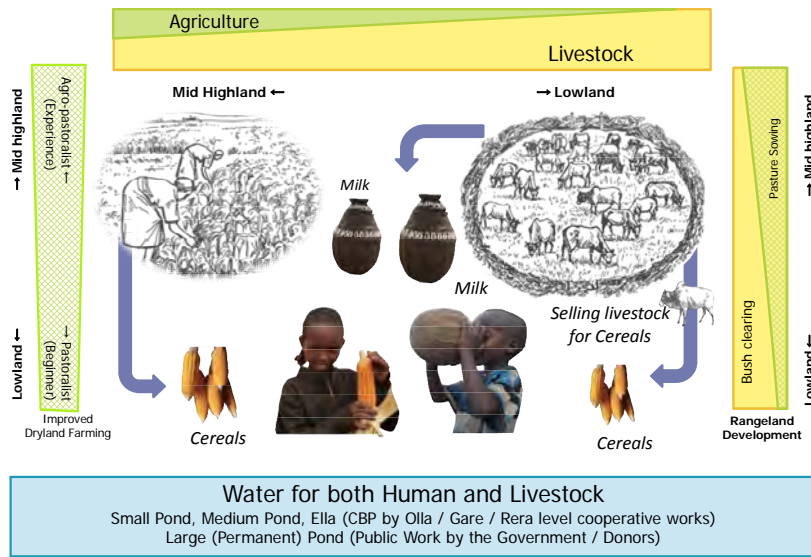 Agriculture
Livestock
Mid Highland ←
→ Lowland
→ Mid highland
Agro-pastoralist ←
(Experience)
→ Pastoralist
(Beginner)
Lowland ←
Improved
Dryland Farming
Milk
Milk
Selling livestock
for Cereals
Cereals
Cereals
Pasture Sowing
Bush clearing
→ Mid highland
Lowland ←
Rangeland
Development
Water for both Human and Livestock
Small Pond, Medium Pond, Ella (CBP by Olla / Gare / Rera level cooperative works)
Large (Permanent) Pond (Public Work by the Government / Donors)